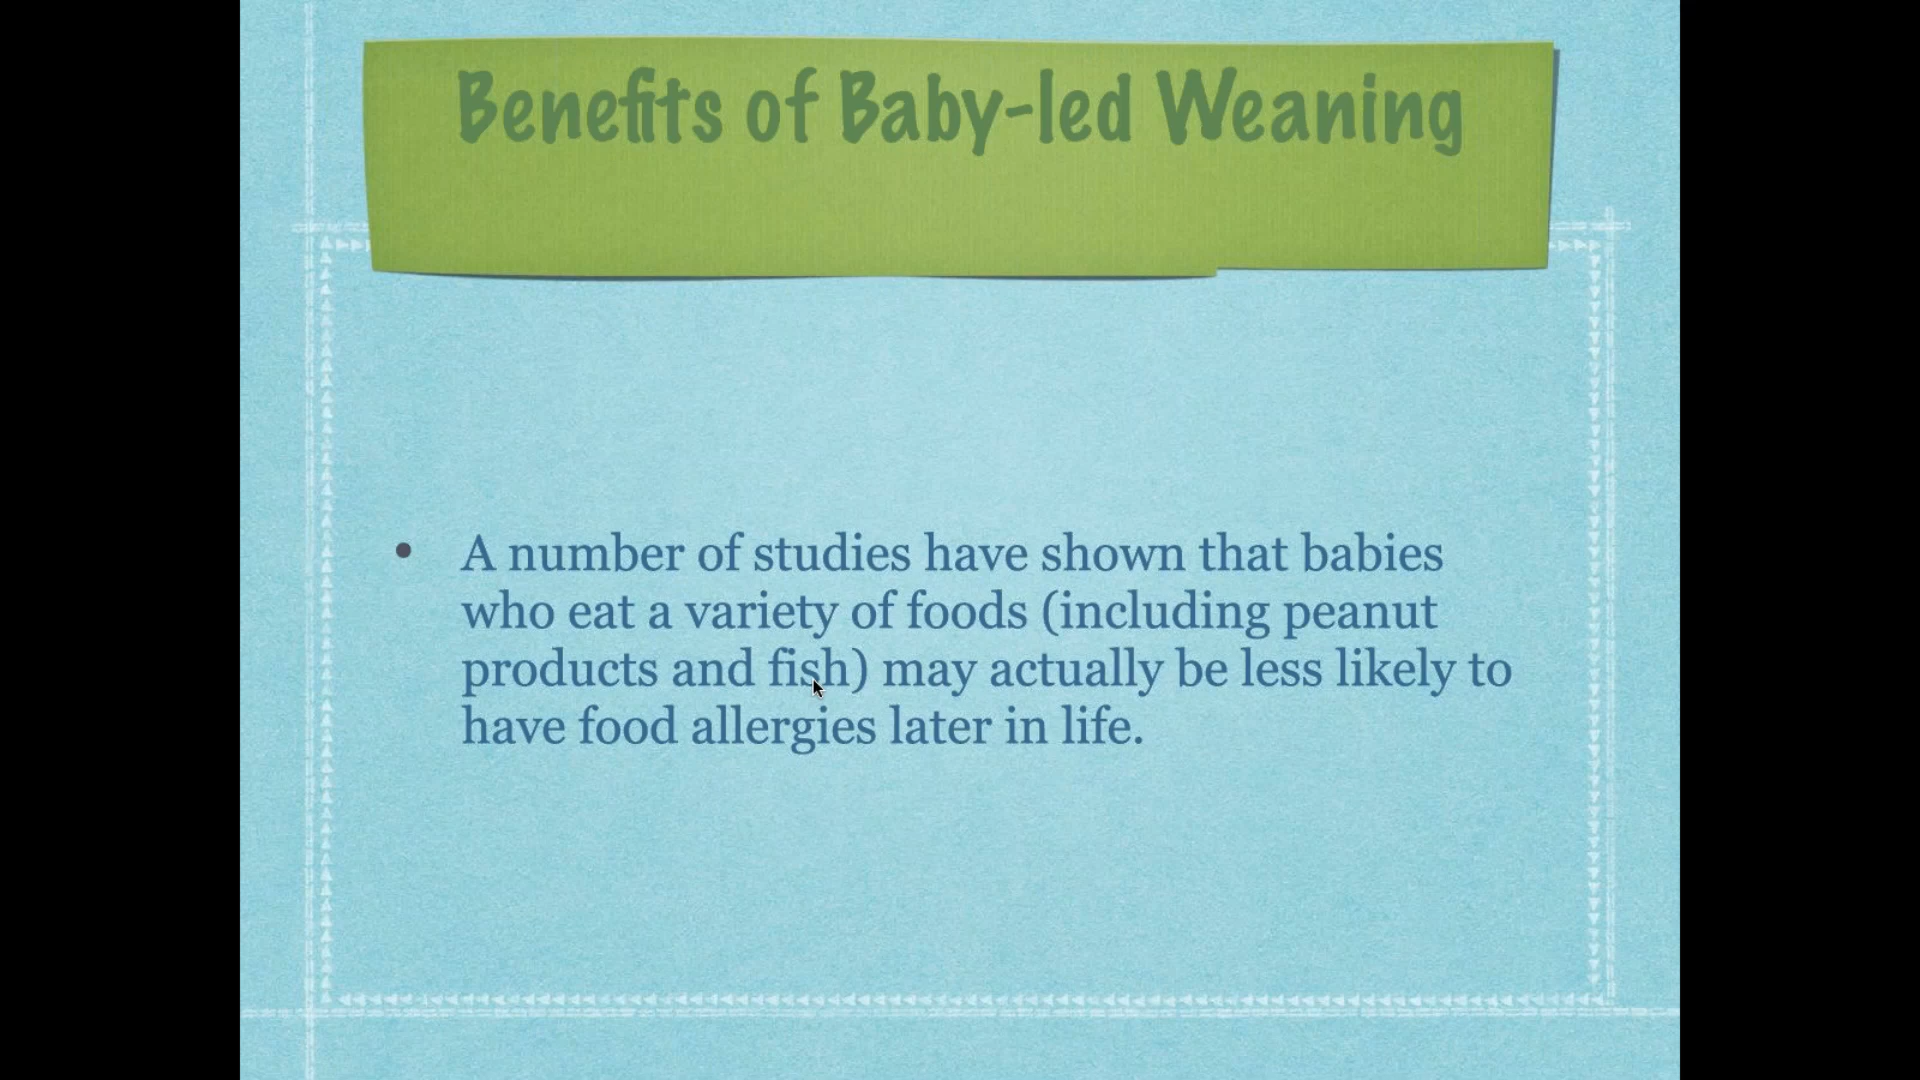 Benefits of Baby-led Weaning
• A number of studies have shown that babies
who eat a variety of foods (including peanut
products and fish) may actually be less likely to
have food allergies later in life.